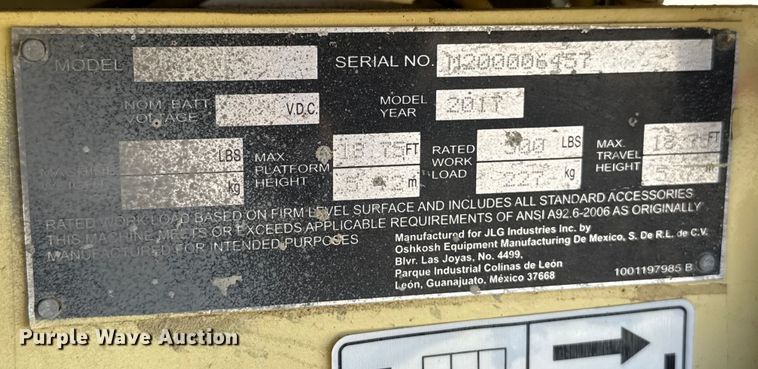 MODEL
SERIAL NO. M200006457
NOM. BATT. VOLTAGE V.D.C.
MODEL YEAR 2017
LBS
kg
MAX. PLATFORM HEIGHT 18.75 FT
m
RATED WORK LOAD
227 kg
MAX. TRAVEL HEIGHT 18.75 FT
RATED WORK LOAD BASED ON FIRM LEVEL SURFACE AND INCLUDES ALL STANDARD ACCESSORIES
THIS MACHINE MEETS OR EXCEEDS APPLICABLE REQUIREMENTS OF ANSI A92.6-2006 AS ORIGINALLY
MANUFACTURED FOR INTENDED PURPOSES
Manufactured for JLG Industries Inc. by
Oshkosh Equipment Manufacturing De Mexico, S. De R.L. de C.V.
Blvr. Las Joyas, No. 4499,
Parque Industrial Colinas de León
León, Guanajuato, México 37668
1001197985 B
Purple Wave Auction